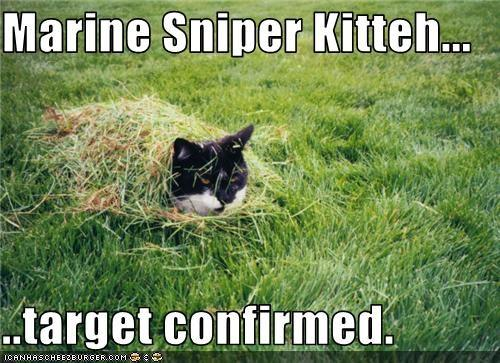 Marine Sniper Kitteh...
..target confirmed.
ICANHASCHEEZBURGER.COM